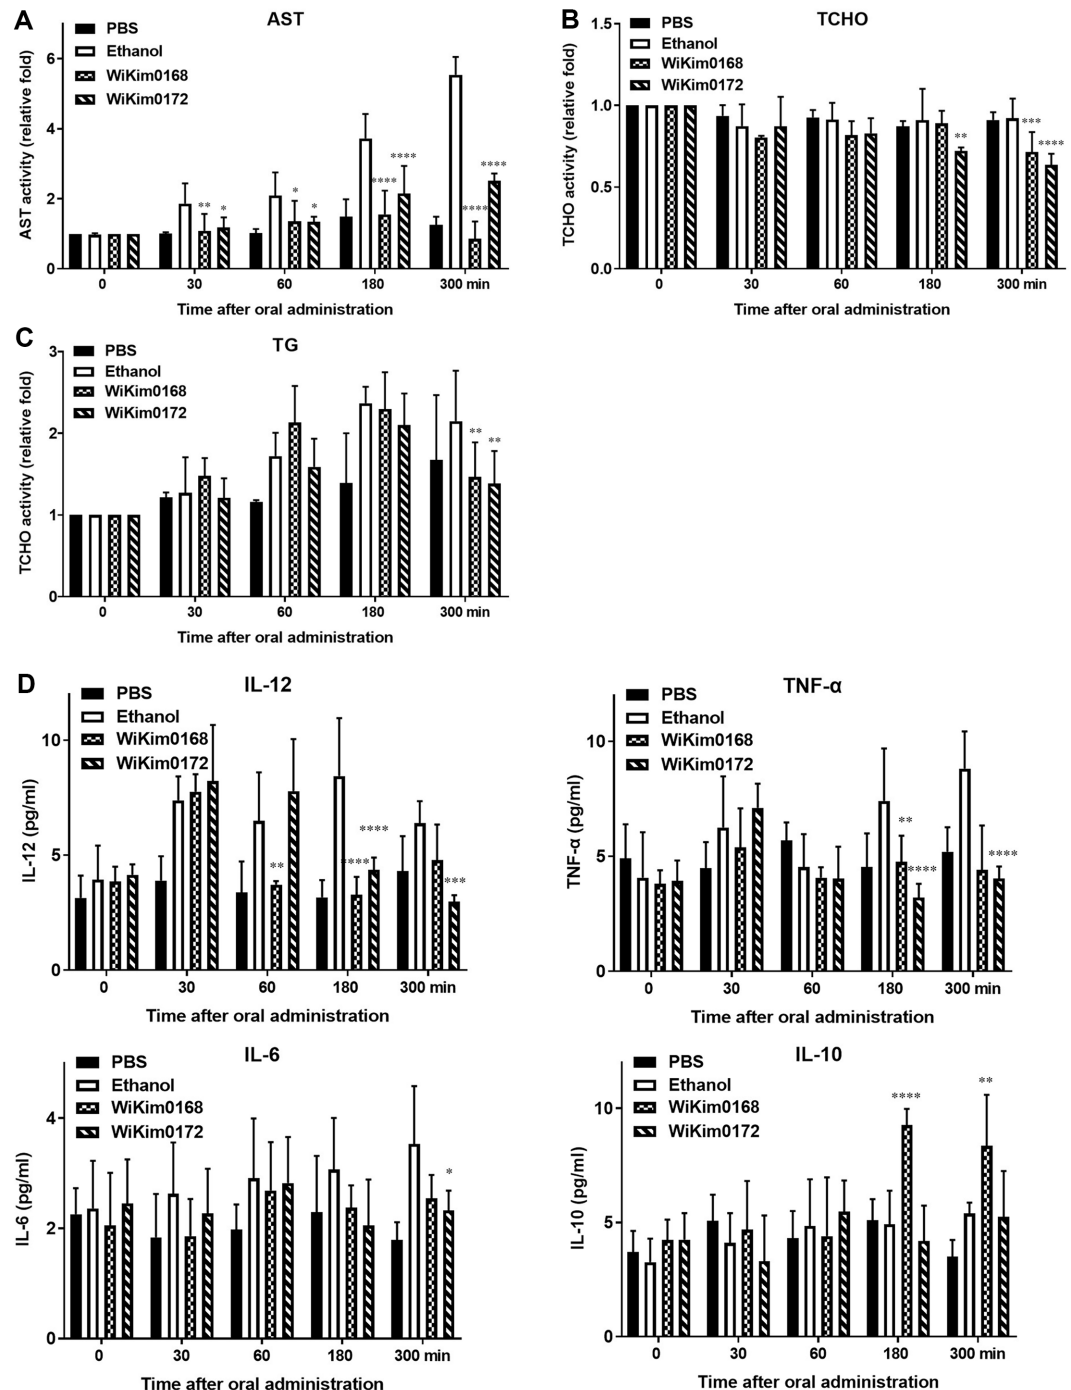 A
AST
PBS
Ethanol
WiKim0168
WiKim0172
AST activity (relative fold)
6
4
2
0
**
*
*
*
****
****
****
****
0 30 60 180 300 min
Time after oral administration
B
TCHO
PBS
Ethanol
WiKim0168
WiKim0172
TCHO activity (relative fold)
1.5
1.0
0.5
0.0
**
***
****
0 30 60 180 300 min
Time after oral administration
C
TG
PBS
Ethanol
WiKim0168
WiKim0172
TCHO activity (relative fold)
3
2
1
0
**
**
0 30 60 180 300 min
Time after oral administration
D
IL-12
PBS
Ethanol
WiKim0168
WiKim0172
IL-12 (pg/ml)
10
5
0
**
****
****
***
0 30 60 180 300 min
Time after oral administration
TNF-α
PBS
Ethanol
WiKim0168
WiKim0172
TNF-α (pg/ml)
10
5
0
**
****
****
0 30 60 180 300 min
Time after oral administration
IL-6
PBS
Ethanol
WiKim0168
WiKim0172
IL-6 (pg/ml)
4
2
0
*
0 30 60 180 300 min
Time after oral administration
IL-10
PBS
Ethanol
WiKim0168
WiKim0172
IL-10 (pg/ml)
10
5
0
****
**
0 30 60 180 300 min
Time after oral administration